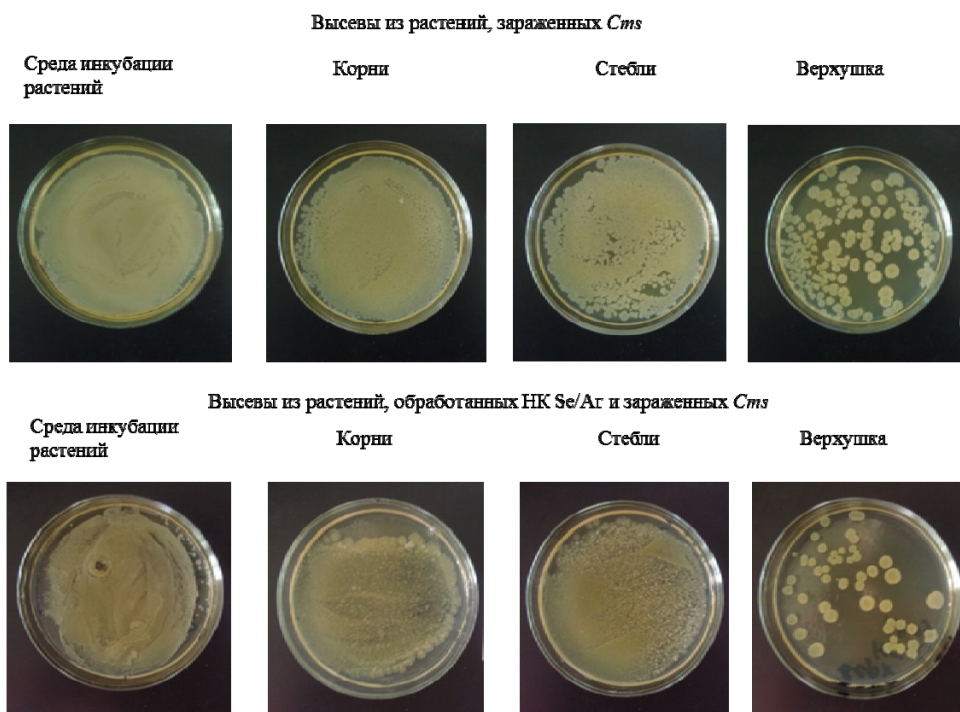 Высевы из растений, зараженных Cms
Среда инкубации
растений
Корни
Стебли
Верхушка
Высевы из растений, обработанных НК Se/Аг и зараженных Cms
Среда инкубации
растений
Корни
Стебли
Верхушка